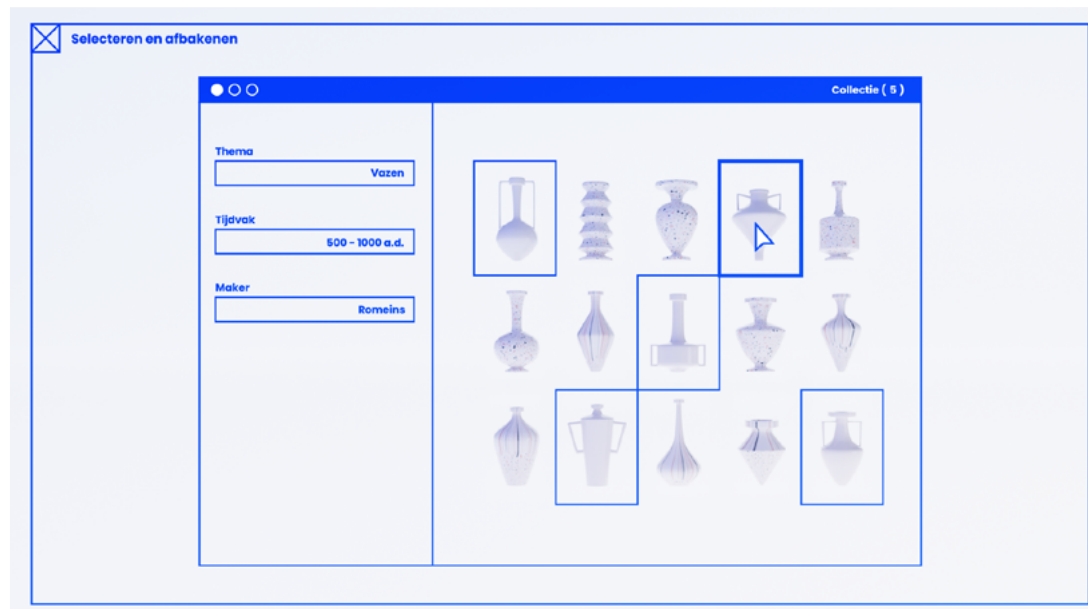 Selecteren en afbakenen
Collectie ( 5 )
Thema
Vazen
Tijdvak
500 - 1000 a.d.
Maker
Romeins